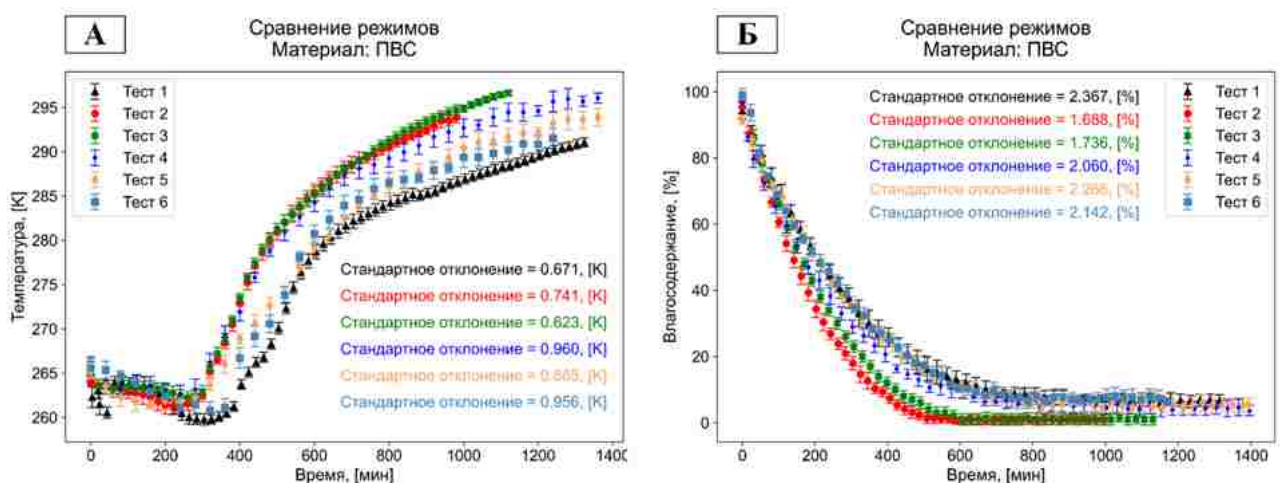 А
Сравнение режимов
Материал: ПВС
Тест 1
Тест 2
Тест 3
Тест 4
Тест 5
Тест 6
Стандартное отклонение = 0.671, [K]
Стандартное отклонение = 0.741, [K]
Стандартное отклонение = 0.623, [K]
Стандартное отклонение = 0.960, [K]
Стандартное отклонение = [K]
Стандартное отклонение = 0.956, [K]
Температура, [K]
295
290
285
280
275
270
265
260
0 200 400 600 800 1000 1200 1400
Время, [мин]
Б
Сравнение режимов
Материал: ПВС
Стандартное отклонение = 2.367, [%]
Стандартное отклонение = 1.688, [%]
Стандартное отклонение = 1.736, [%]
Стандартное отклонение = 2.060, [%]
Стандартное отклонение = [%]
Стандартное отклонение = 2.142, [%]
Тест 1
Тест 2
Тест 3
Тест 4
Тест 5
Тест 6
Влагосодержание, [%]
100
80
60
40
20
0
0 200 400 600 800 1000 1200 1400
Время, [мин]